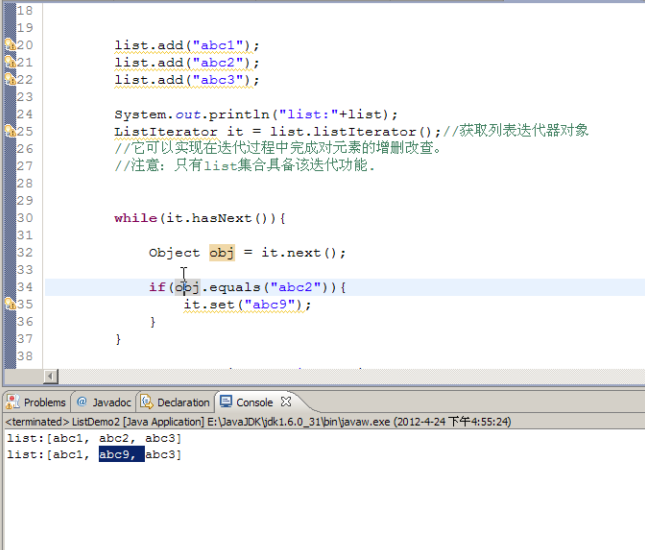 18
19
20 list.add("abc1");
21 list.add("abc2");
22 list.add("abc3");
23
24 System.out.println("list:"+list);
25 ListIterator it = list.listIterator();//获取列表迭代器对象
26 //它可以实现在迭代过程中完成对元素的增删改查。
27 //注意：只有list集合具备该迭代功能.
28
29
30 while(it.hasNext()){
31
32 Object obj = it.next();
33
34 if(obj.equals("abc2")){
35 it.set("abc9");
36 }
37 }
38
Problems @ Javadoc Declaration Console
<terminated> ListDemo2 [Java Application] E:\JavaJDK\jdk1.6.0_31\bin\javaw.exe (2012-4-24 下午4:55:24)
list:[abc1, abc2, abc3]
list:[abc1, abc9, abc3]